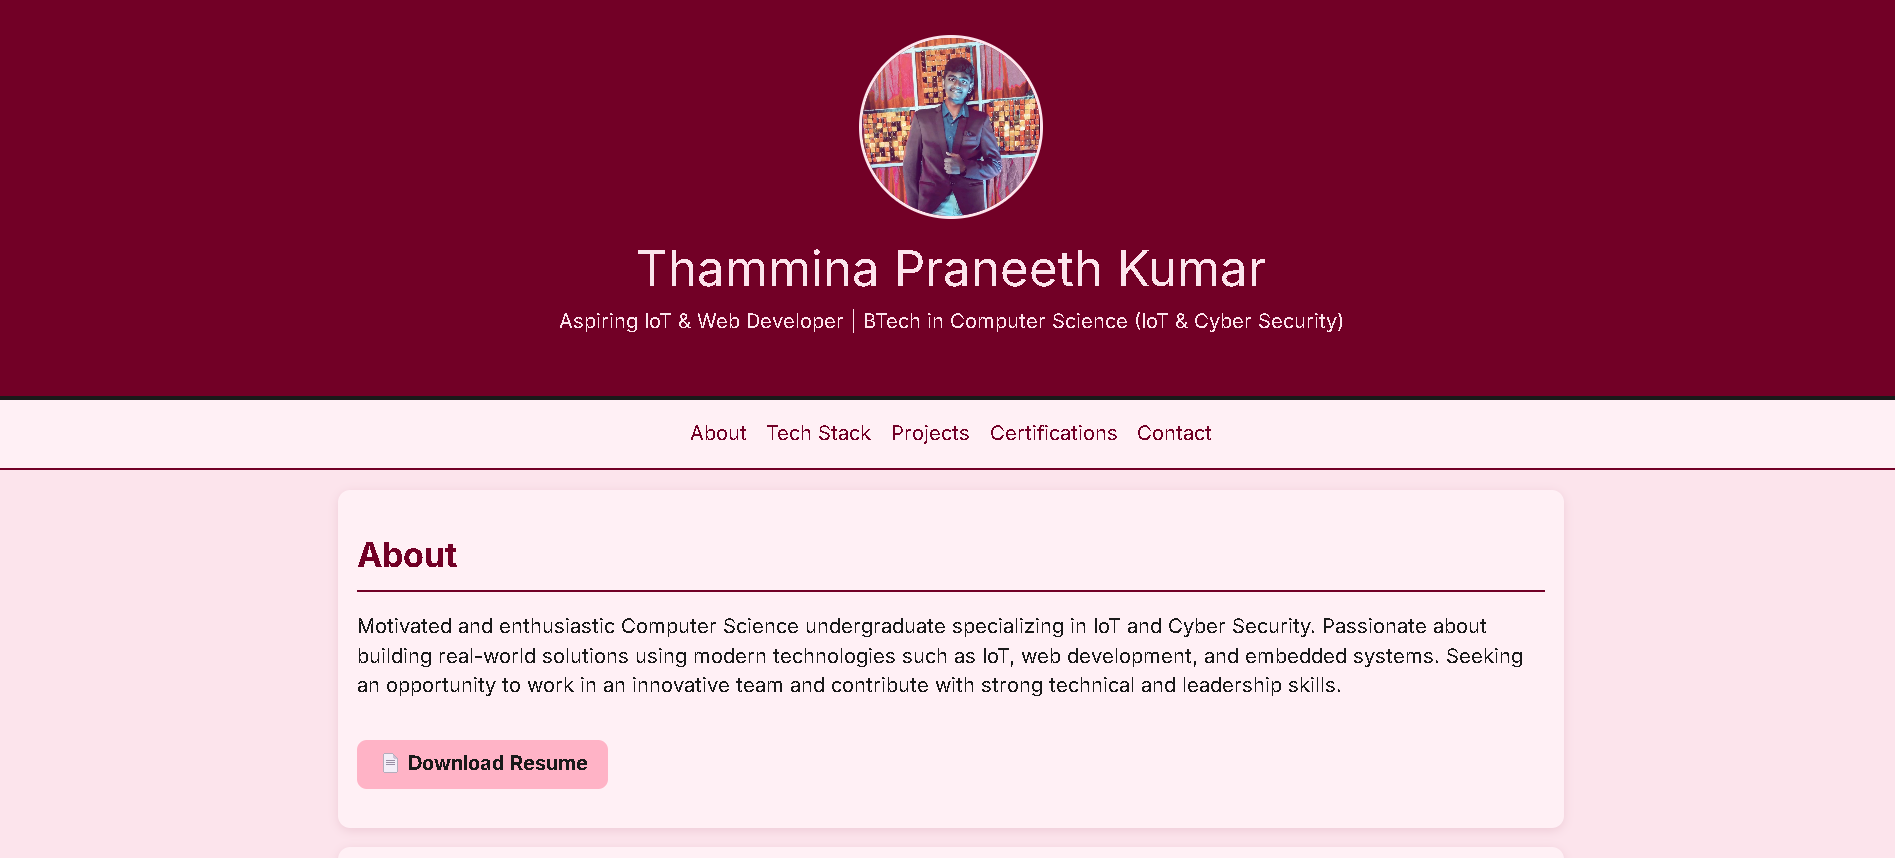 Thammina Praneeth Kumar
Aspiring IoT & Web Developer | BTech in Computer Science (IoT & Cyber Security)
About Tech Stack Projects Certifications Contact
About
Motivated and enthusiastic Computer Science undergraduate specializing in IoT and Cyber Security. Passionate about
building real-world solutions using modern technologies such as IoT, web development, and embedded systems. Seeking
an opportunity to work in an innovative team and contribute with strong technical and leadership skills.
Download Resume